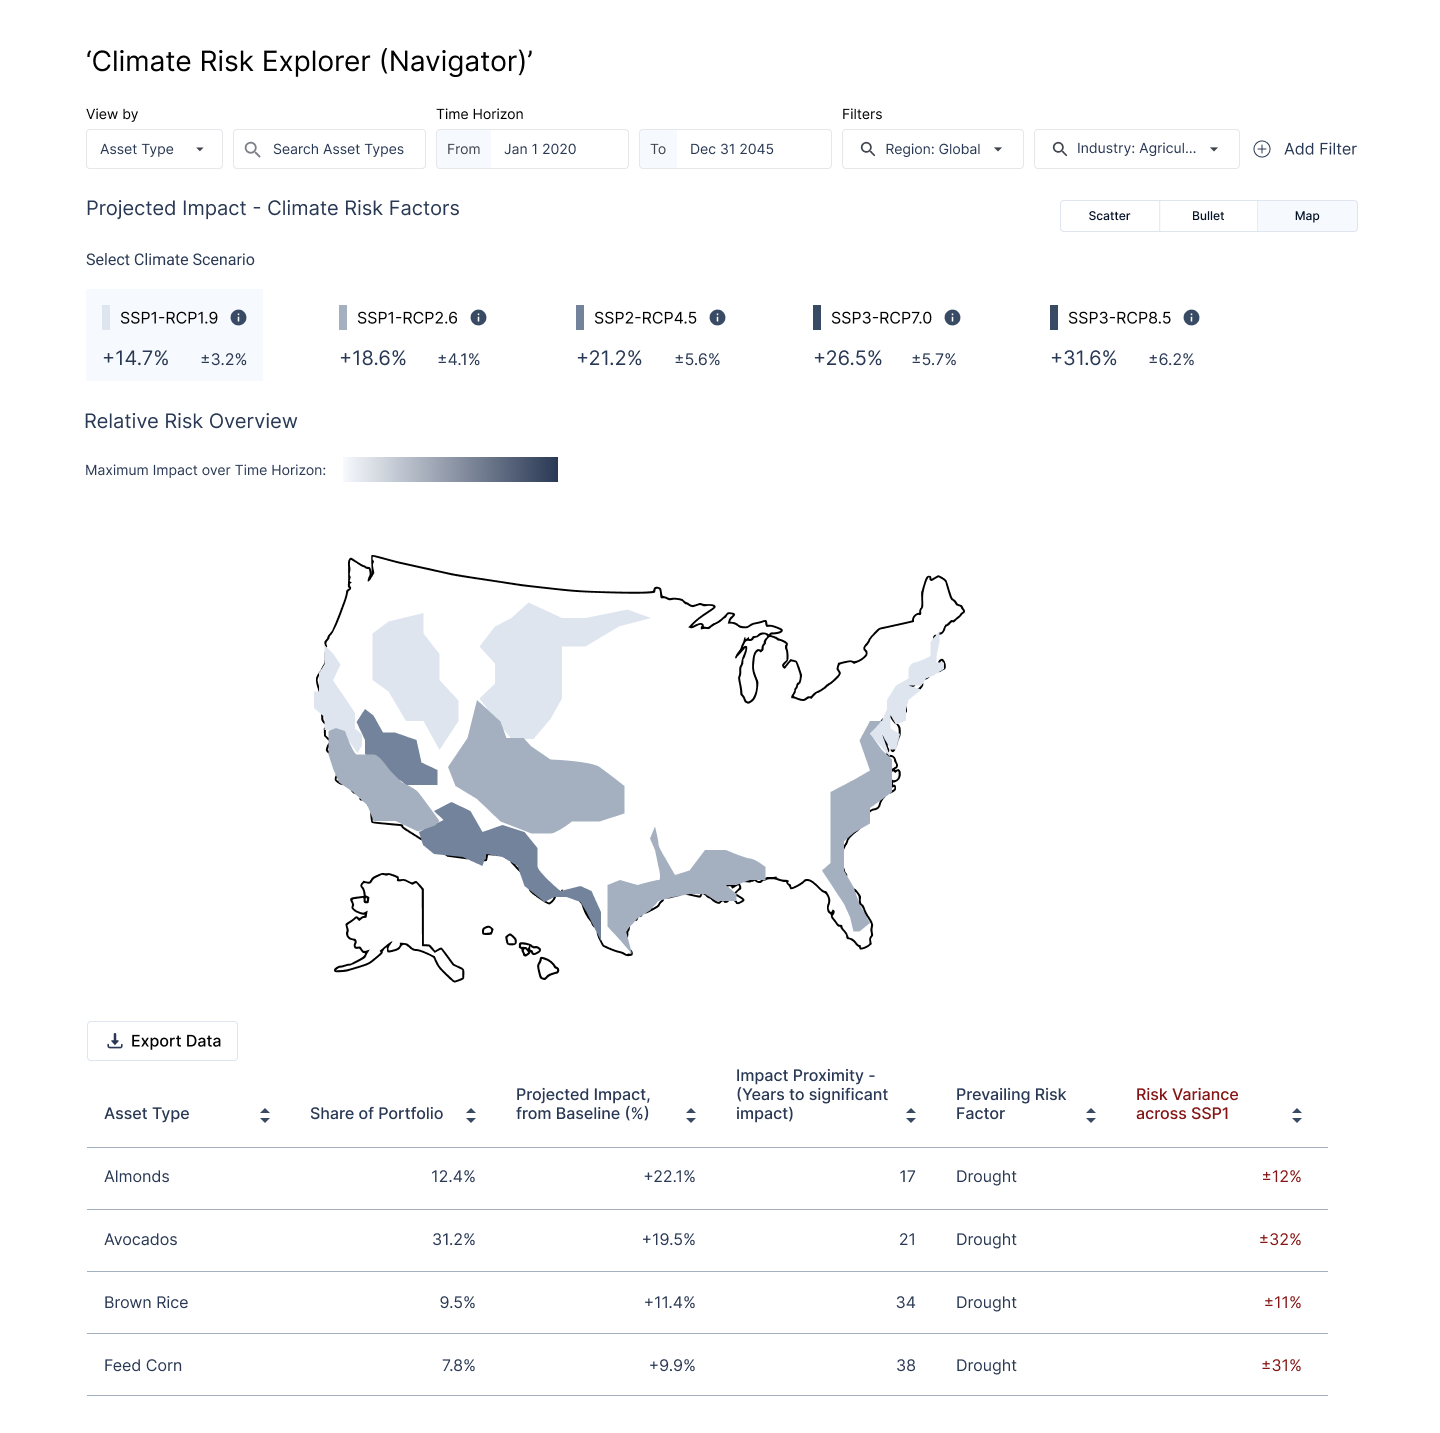 ‘Climate Risk Explorer (Navigator)’
View by
Time Horizon
Filters
Asset Type
Search Asset Types
From Jan 1 2020
To Dec 31 2045
Region: Global
Industry: Agricul...
Add Filter
Projected Impact - Climate Risk Factors
Scatter
Bullet
Map
Select Climate Scenario
SSP1-RCP1.9
+14.7% ±3.2%
SSP1-RCP2.6
+18.6% ±4.1%
SSP2-RCP4.5
+21.2% ±5.6%
SSP3-RCP7.0
+26.5% ±5.7%
SSP3-RCP8.5
+31.6% ±6.2%
Relative Risk Overview
Maximum Impact over Time Horizon:
Export Data
Asset Type
Share of Portfolio
Projected Impact,
from Baseline (%)
Impact Proximity -
(Years to significant
impact)
Prevailing Risk
Factor
Risk Variance
across SSP1
Almonds 12.4% +22.1% 17 Drought ±12%
Avocados 31.2% +19.5% 21 Drought ±32%
Brown Rice 9.5% +11.4% 34 Drought ±11%
Feed Corn 7.8% +9.9% 38 Drought ±31%